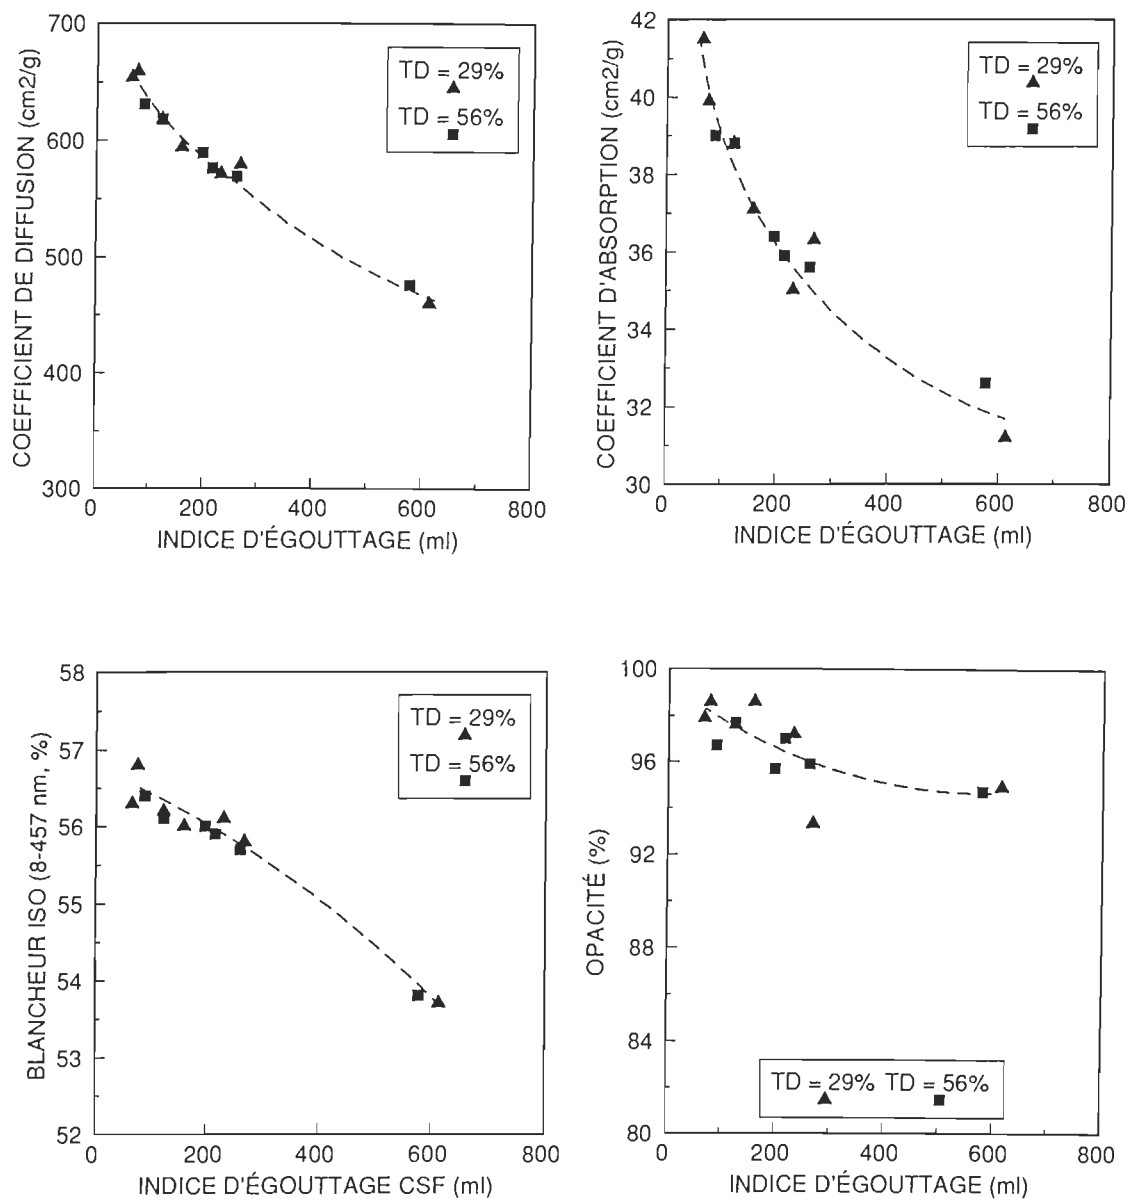 700
600
500
400
300
COEFFICIENT DE DIFFUSION (cm2/g)
TD = 29%
TD = 56%
0 200 400 600 800
INDICE D'ÉGOUTTAGE (ml)
42
40
38
36
34
32
30
COEFFICIENT D'ABSORPTION (cm2/g)
TD = 29%
TD = 56%
0 200 400 600 800
INDICE D'ÉGOUTTAGE (ml)
58
57
56
55
54
53
52
BLANCHEUR ISO (8-457 nm, %)
TD = 29%
TD = 56%
0 200 400 600 800
INDICE D'ÉGOUTTAGE CSF (ml)
100
96
92
88
84
80
OPACITÉ (%)
TD = 29% TD = 56%
0 200 400 600 800
INDICE D'ÉGOUTTAGE (ml)